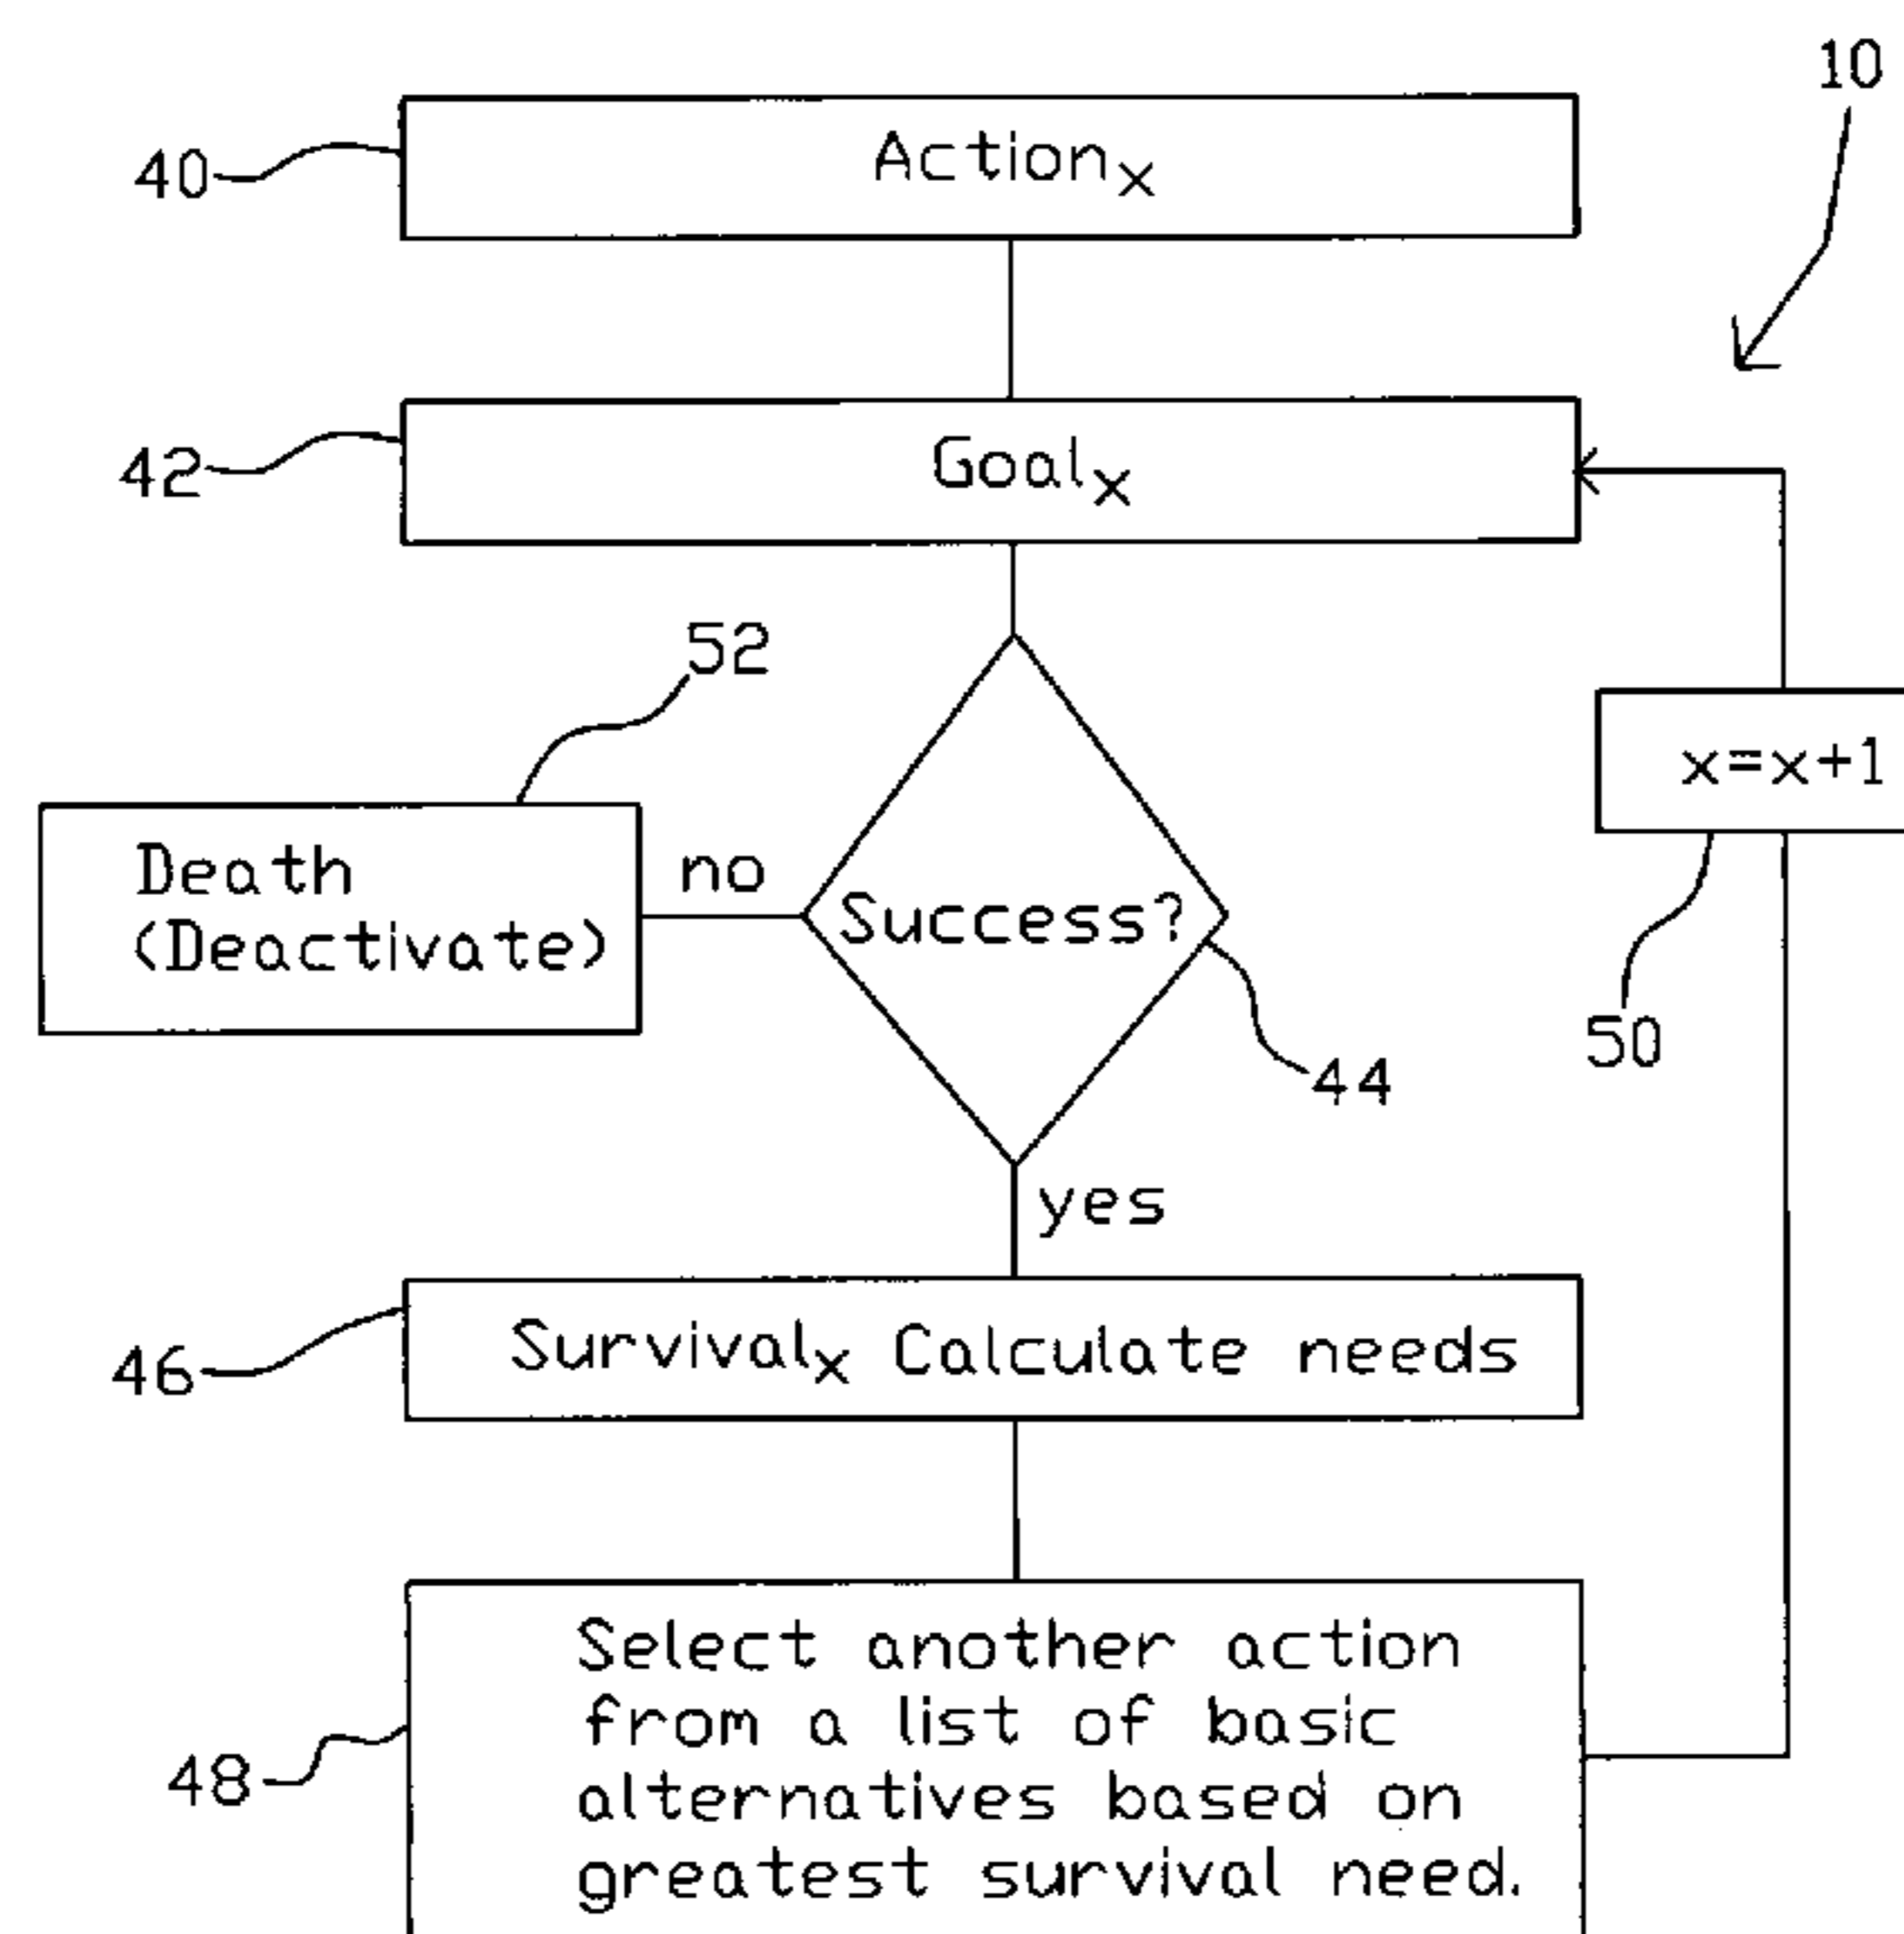 10
40
Actionx
42
Goalx
52
Death
(Deactivate)
no
Success?
x=x+1
50
44
yes
46
Survivalx Calculate needs
48
Select another action
from a list of basic
alternatives based on
greatest survival need.